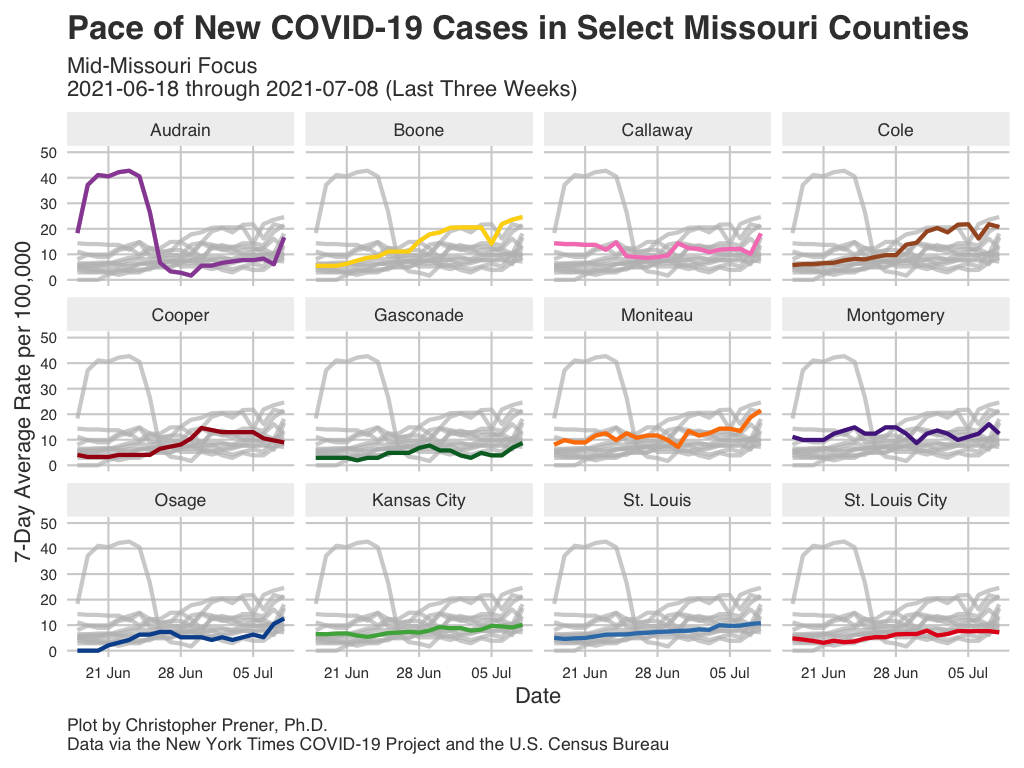 Pace of New COVID-19 Cases in Select Missouri Counties
Mid-Missouri Focus
2021-06-18 through 2021-07-08 (Last Three Weeks)
Audrain Boone Callaway Cole
50
40
30
20
10
0
Cooper Gasconade Moniteau Montgomery
50
40
30
20
10
0
Osage Kansas City St. Louis St. Louis City
50
40
30
20
10
0
7-Day Average Rate per 100,000
21 Jun 28 Jun 05 Jul 21 Jun 28 Jun 05 Jul 21 Jun 28 Jun 05 Jul 21 Jun 28 Jun 05 Jul
Date
Plot by Christopher Prener, Ph.D.
Data via the New York Times COVID-19 Project and the U.S. Census Bureau